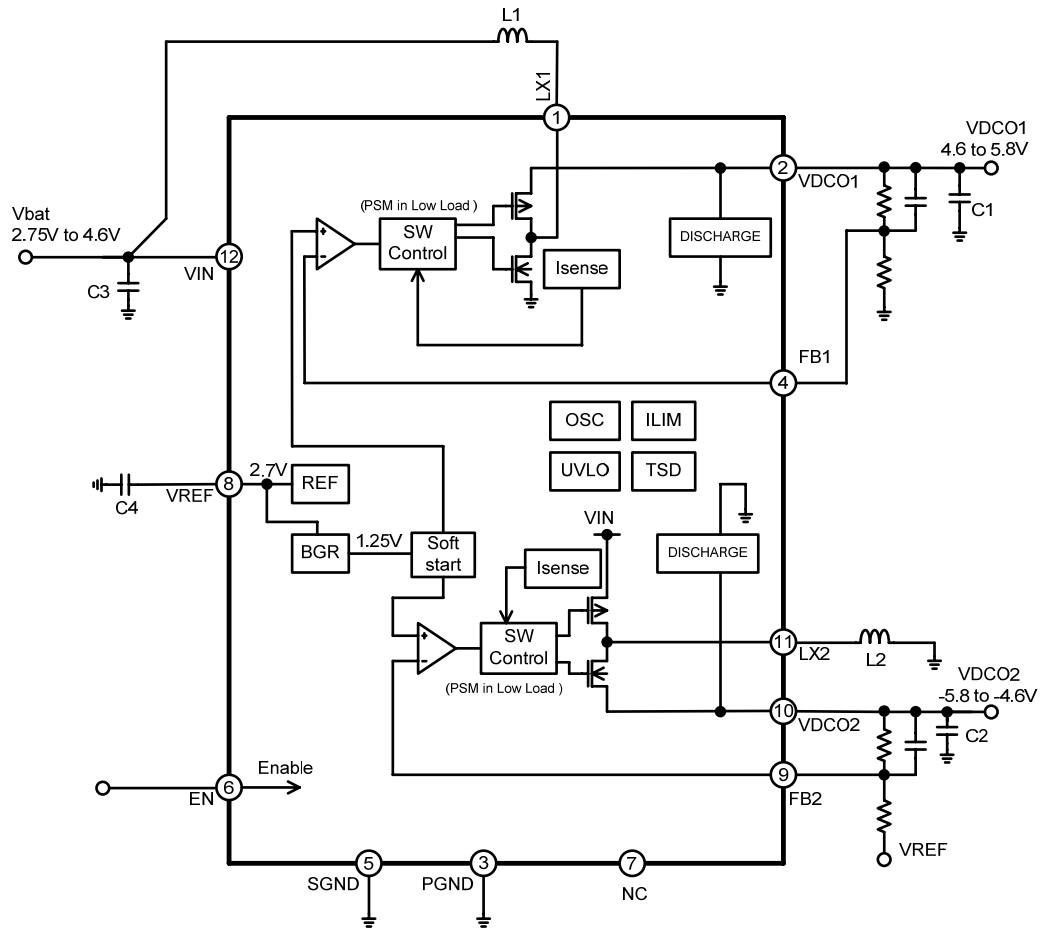 L1
LX1
1
VDCO1
4.6 to 5.8V
2
VDCO1
C1
(PSM in Low Load )
+
-
SW
Control
Isense
DISCHARGE
Vbat
2.75V to 4.6V
12
VIN
C3
FB1
4
OSC
ILIM
UVLO
TSD
2.7V
REF
8
VREF
C4
BGR
1.25V
Soft
start
VIN
Isense
DISCHARGE
+
-
SW
Control
(PSM in Low Load )
11
LX2
L2
VDCO2
-5.8 to -4.6V
10
VDCO2
C2
9
FB2
Enable
6
EN
VREF
5
SGND
3
PGND
7
NC